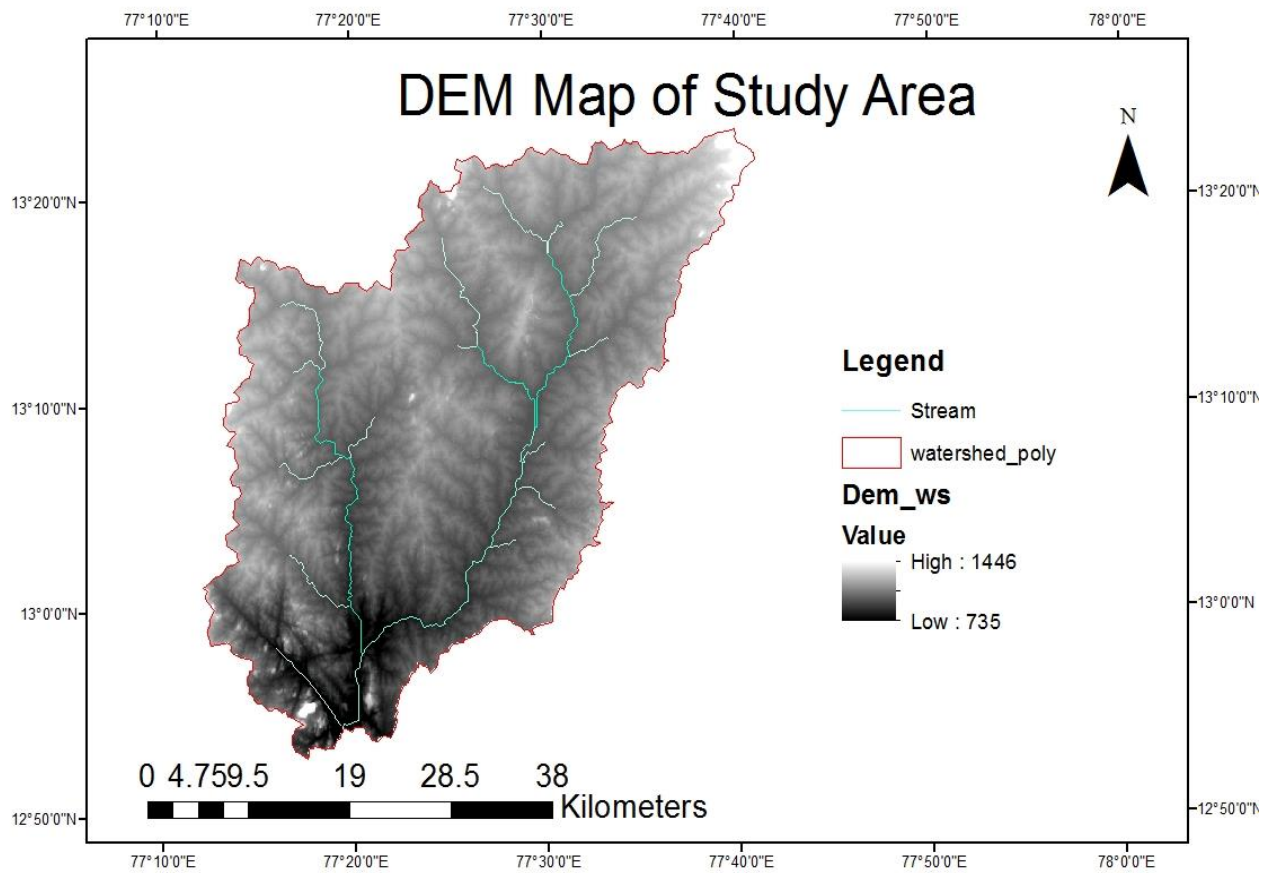 77°10'0"E 77°20'0"E 77°30'0"E 77°40'0"E 77°50'0"E 78°0'0"E
DEM Map of Study Area
N
13°20'0"N
13°20'0"N
13°10'0"N
13°10'0"N
13°0'0"N
13°0'0"N
12°50'0"N
12°50'0"N
Legend
Stream
watershed_poly
Dem_ws
Value
High : 1446
Low : 735
0 4.75 9.5 19 28.5 38
Kilometers
77°10'0"E 77°20'0"E 77°30'0"E 77°40'0"E 77°50'0"E 78°0'0"E